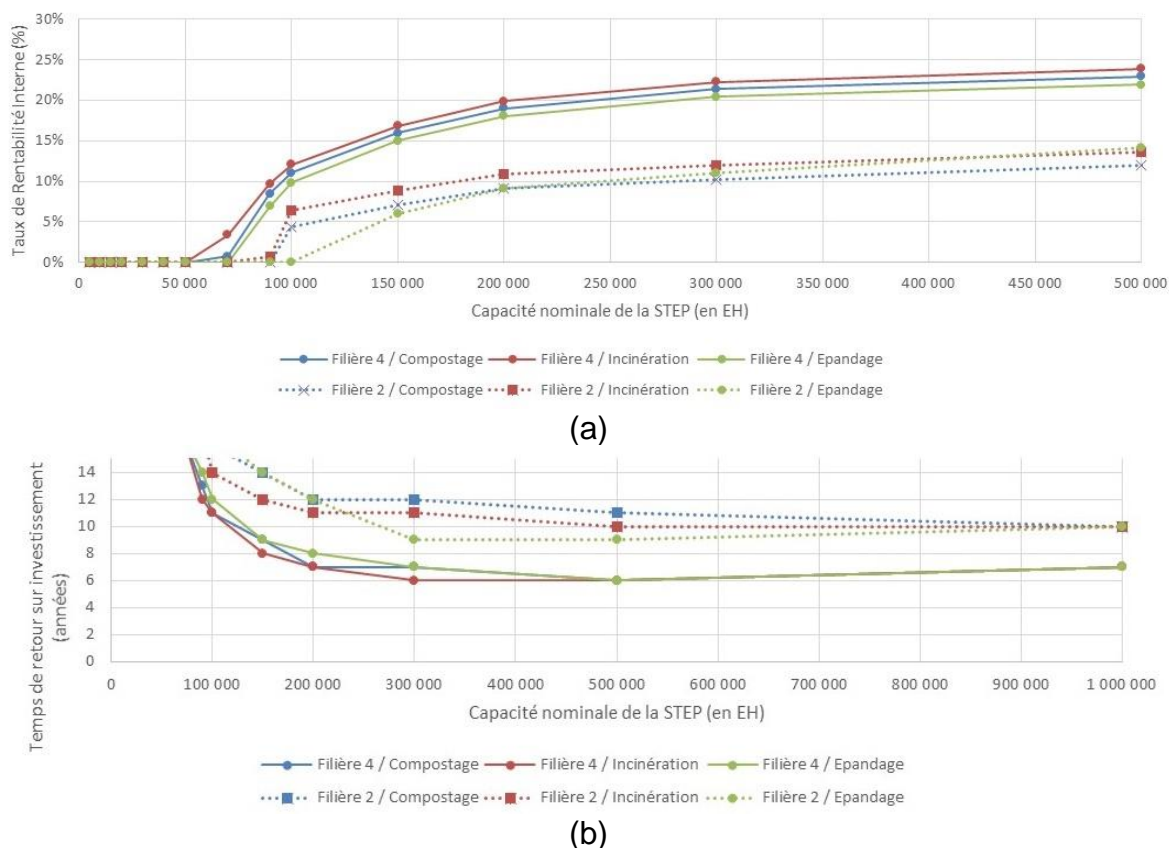 Taux de Rentabilité Interne (%)
30%
25%
20%
15%
10%
5%
0%
0 50 000 100 000 150 000 200 000 250 000 300 000 350 000 400 000 450 000 500 000
Capacité nominale de la STEP (en EH)
Filière 4 / Compostage Filière 4 / Incinération Filière 4 / Epandage
Filière 2 / Compostage Filière 2 / Incinération Filière 2 / Epandage
(a)
Temps de retour sur investissement
(années)
14
12
10
8
6
4
2
0
0 100 000 200 000 300 000 400 000 500 000 600 000 700 000 800 000 900 000 1 000 000
Capacité nominale de la STEP (en EH)
Filière 4 / Compostage Filière 4 / Incinération Filière 4 / Epandage
Filière 2 / Compostage Filière 2 / Incinération Filière 2 / Epandage
(b)